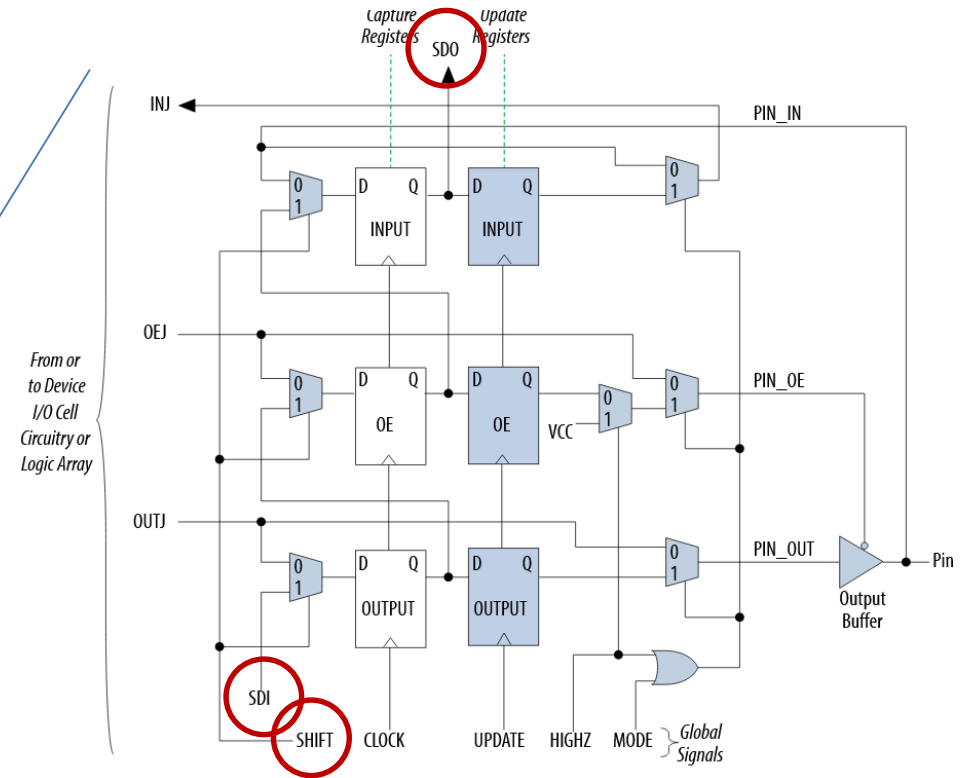 Capture
Registers
SDO
Update
Registers
INJ
PIN_IN
0
1
D Q
INPUT
D Q
INPUT
0
1
OEJ
From or
to Device
I/O Cell
Circuitry or
Logic Array
0
1
D Q
OE
D Q
OE
0
1
VCC
0
1
PIN_OE
OUTJ
0
1
D Q
OUTPUT
D Q
OUTPUT
0
1
PIN_OUT
Pin
Output
Buffer
SDI
SHIFT
CLOCK
UPDATE
HIGHZ
MODE
Global
Signals